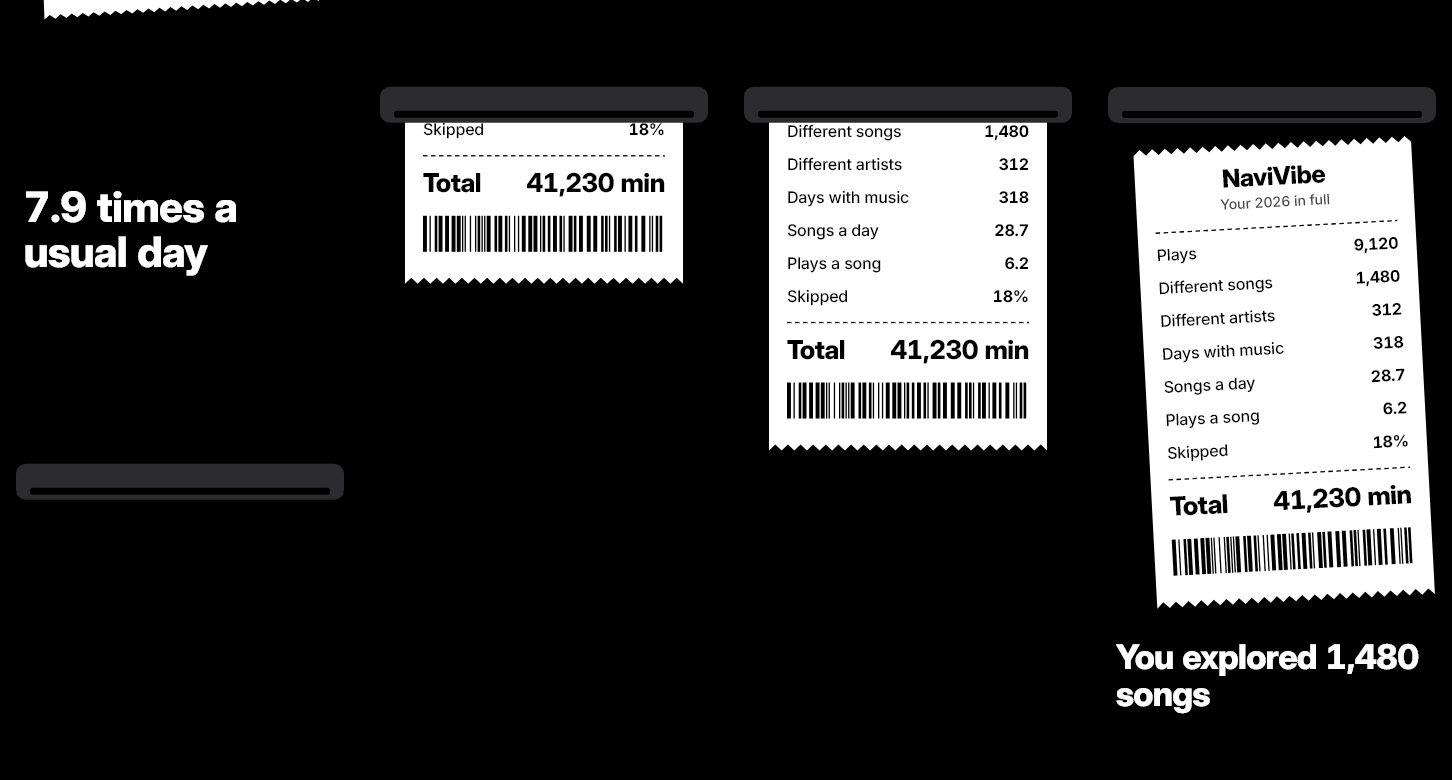 7.9 times a
usual day
Skipped 18%
Total 41,230 min
Different songs 1,480
Different artists 312
Days with music 318
Songs a day 28.7
Plays a song 6.2
Skipped 18%
Total 41,230 min
NaviVibe
Your 2026 in full
Plays 9,120
Different songs 1,480
Different artists 312
Days with music 318
Songs a day 28.7
Plays a song 6.2
Skipped 18%
Total 41,230 min
You explored 1,480
songs